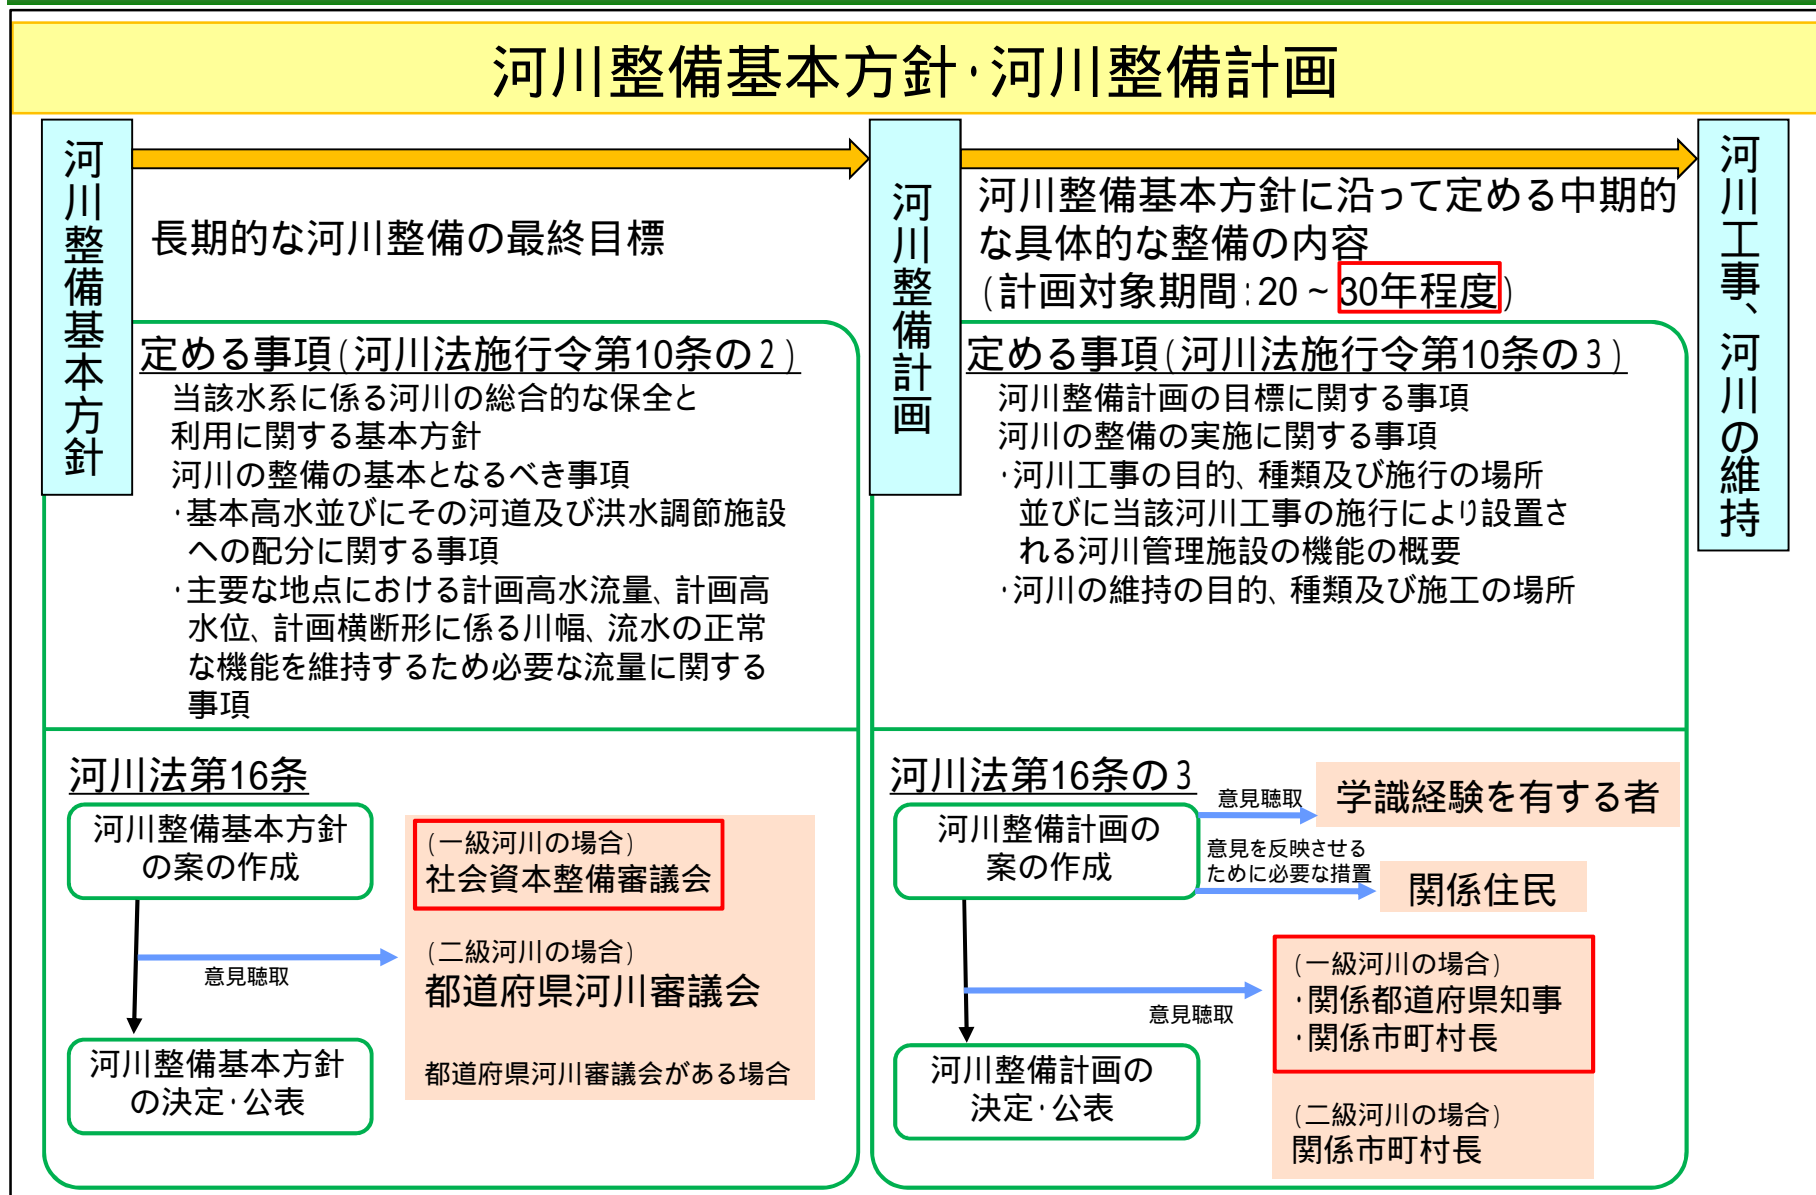 河川整備基本方針・河川整備計画
河川整備基本方針
長期的な河川整備の最終目標
定める事項(河川法施行令第10条の2)
当該水系に係る河川の総合的な保全と
利用に関する基本方針
河川の整備の基本となるべき事項
・基本高水並びにその河道及び洪水調節施設
への配分に関する事項
・主要な地点における計画高水流量、計画高
水位、計画横断形に係る川幅、流水の正常
な機能を維持するため必要な流量に関する
事項
河川法第16条
河川整備基本方針
の案の作成
意見聴取
(一級河川の場合)
社会資本整備審議会
(二級河川の場合)
都道府県河川審議会
都道府県河川審議会がある場合
河川整備基本方針
の決定・公表
河川整備計画
河川整備基本方針に沿って定める中期的
な具体的な整備の内容
(計画対象期間:20~30年程度)
定める事項(河川法施行令第10条の3)
河川整備計画の目標に関する事項
河川の整備の実施に関する事項
・河川工事の目的、種類及び施行の場所
並びに当該河川工事の施行により設置さ
れる河川管理施設の機能の概要
・河川の維持の目的、種類及び施工の場所
河川法第16条の3
河川整備計画の
案の作成
意見聴取
学識経験を有する者
意見を反映させる
ために必要な措置
関係住民
意見聴取
(一級河川の場合)
・関係都道府県知事
・関係市町村長
(二級河川の場合)
関係市町村長
河川整備計画の
決定・公表
河川工事、河川の維持